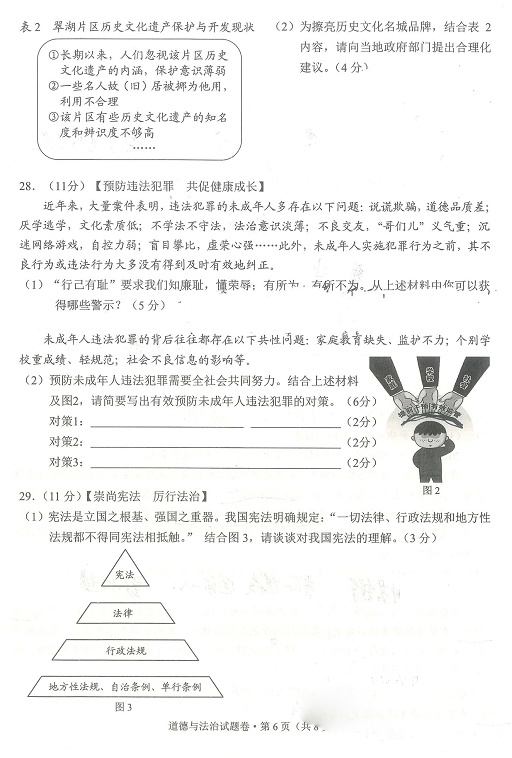 表2 翠湖片区历史文化遗产保护与开发现状
①长期以来，人们忽视该片区历史
文化遗产的内涵，保护意识薄弱
②一些名人故（旧）居被挪为他用，
利用不合理
③该片区有些历史文化遗产的知名
度和辨识度不够高
……
（2）为擦亮历史文化名城品牌，结合表 2
内容，请向当地政府部门提出合理化
建议。（4 分）
28．（11分）【预防违法犯罪 共促健康成长】
近年来，大量案件表明，违法犯罪的未成年人多存在以下问题：说谎欺骗，道德品质差；
厌学逃学，文化素质低；不学法不守法，法治意识淡薄；不良交友，“哥们儿”义气重；沉
迷网络游戏，自控力弱；盲目攀比，虚荣心强……此外，未成年人实施犯罪行为之前，其不
良行为或违法行为大多没有得到及时有效地纠正。
（1）“行己有耻”要求我们知廉耻，懂荣辱；有所为，有所不为。从上述材料中你可以获
得哪些警示？（5 分）
未成年人违法犯罪的背后往往都存在以下共性问题：家庭教育缺失、监护不力；个别学
校重成绩、轻规范；社会不良信息的影响等。
（2）预防未成年人违法犯罪需要全社会共同努力。结合上述材料
及图2，请简要写出有效预防未成年人违法犯罪的对策。（6分）
对策1：（2分）
对策2：（2分）
对策3：（2分）
家庭
学校
社会
图 2
29．（11 分）【崇尚宪法 厉行法治】
（1）宪法是立国之根基、强国之重器。我国宪法明确规定：“一切法律、行政法规和地方性
法规都不得同宪法相抵触。” 结合图 3，请谈谈对我国宪法的理解。（3 分）
宪法
法律
行政法规
地方性法规、自治条例、单行条例
图 3
道德与法治试题卷·第 6 页（共 8